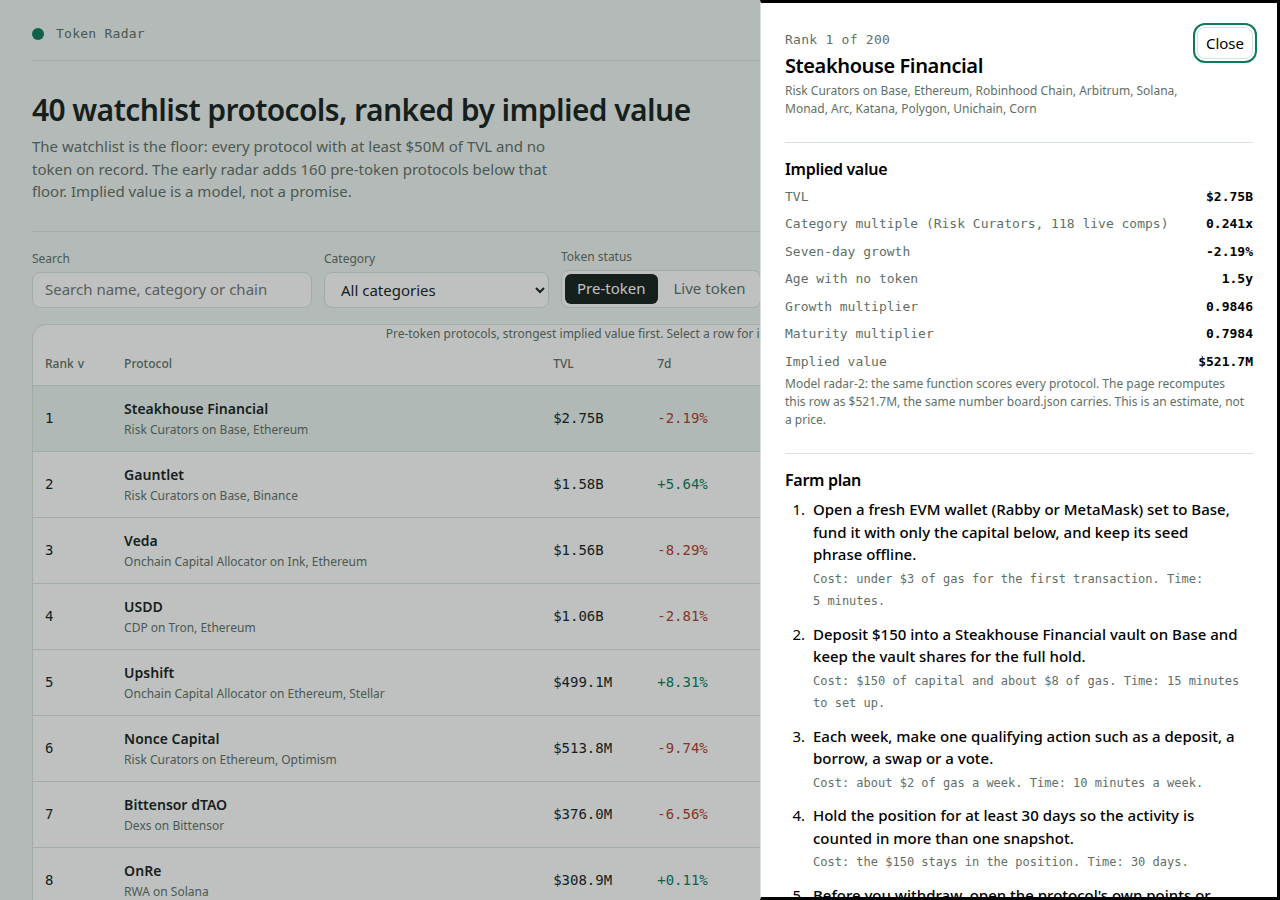 Token Radar
40 watchlist protocols, ranked by implied value
The watchlist is the floor: every protocol with at least $50M of TVL and no
token on record. The early radar adds 160 pre-token protocols below that
floor. Implied value is a model, not a promise.
Search
Category
Token status
Search name, category or chain
All categories
Pre-token
Live token
Pre-token protocols, strongest implied value first. Select a row for i
Rank v
Protocol
TVL
7d
1
Steakhouse Financial
Risk Curators on Base, Ethereum
$2.75B
-2.19%
2
Gauntlet
Risk Curators on Base, Binance
$1.58B
+5.64%
3
Veda
Onchain Capital Allocator on Ink, Ethereum
$1.56B
-8.29%
4
USDD
CDP on Tron, Ethereum
$1.06B
-2.81%
5
Upshift
Onchain Capital Allocator on Ethereum, Stellar
$499.1M
+8.31%
6
Nonce Capital
Risk Curators on Ethereum, Optimism
$513.8M
-9.74%
7
Bittensor dTAO
Dexs on Bittensor
$376.0M
-6.56%
8
OnRe
RWA on Solana
$308.9M
+0.11%
Rank 1 of 200
Close
Steakhouse Financial
Risk Curators on Base, Ethereum, Robinhood Chain, Arbitrum, Solana,
Monad, Arc, Katana, Polygon, Unichain, Corn
Implied value
TVL $2.75B
Category multiple (Risk Curators, 118 live comps) 0.241x
Seven-day growth -2.19%
Age with no token 1.5y
Growth multiplier 0.9846
Maturity multiplier 0.7984
Implied value $521.7M
Model radar-2: the same function scores every protocol. The page recomputes
this row as $521.7M, the same number board.json carries. This is an estimate, not
a price.
Farm plan
1. Open a fresh EVM wallet (Rabby or MetaMask) set to Base,
fund it with only the capital below, and keep its seed
phrase offline.
Cost: under $3 of gas for the first transaction. Time:
5 minutes.
2. Deposit $150 into a Steakhouse Financial vault on Base and
keep the vault shares for the full hold.
Cost: $150 of capital and about $8 of gas. Time: 15 minutes
to set up.
3. Each week, make one qualifying action such as a deposit, a
borrow, a swap or a vote.
Cost: about $2 of gas a week. Time: 10 minutes a week.
4. Hold the position for at least 30 days so the activity is
counted in more than one snapshot.
Cost: the $150 stays in the position. Time: 30 days.
5. Before you withdraw, open the protocol's own points or